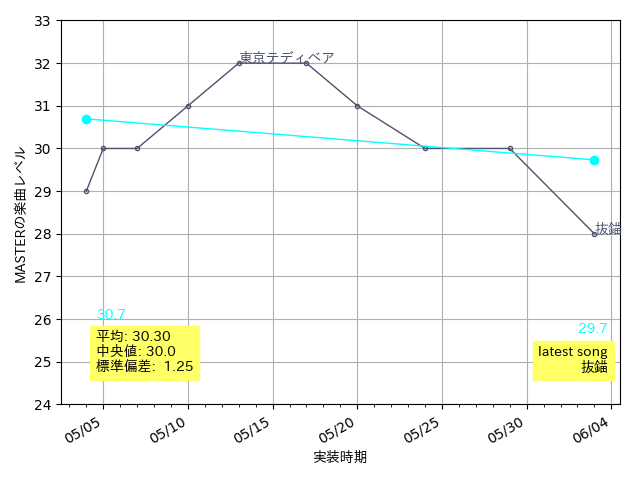 33
32
31
30
29
28
27
26
25
24
MASTERの楽曲レベル
東京テディベア
抜錨
30.7
平均: 30.30
中央値: 30.0
標準偏差: 1.25
29.7
latest song
抜錨
05/05
05/10
05/15
05/20
05/25
05/30
06/04
実装時期